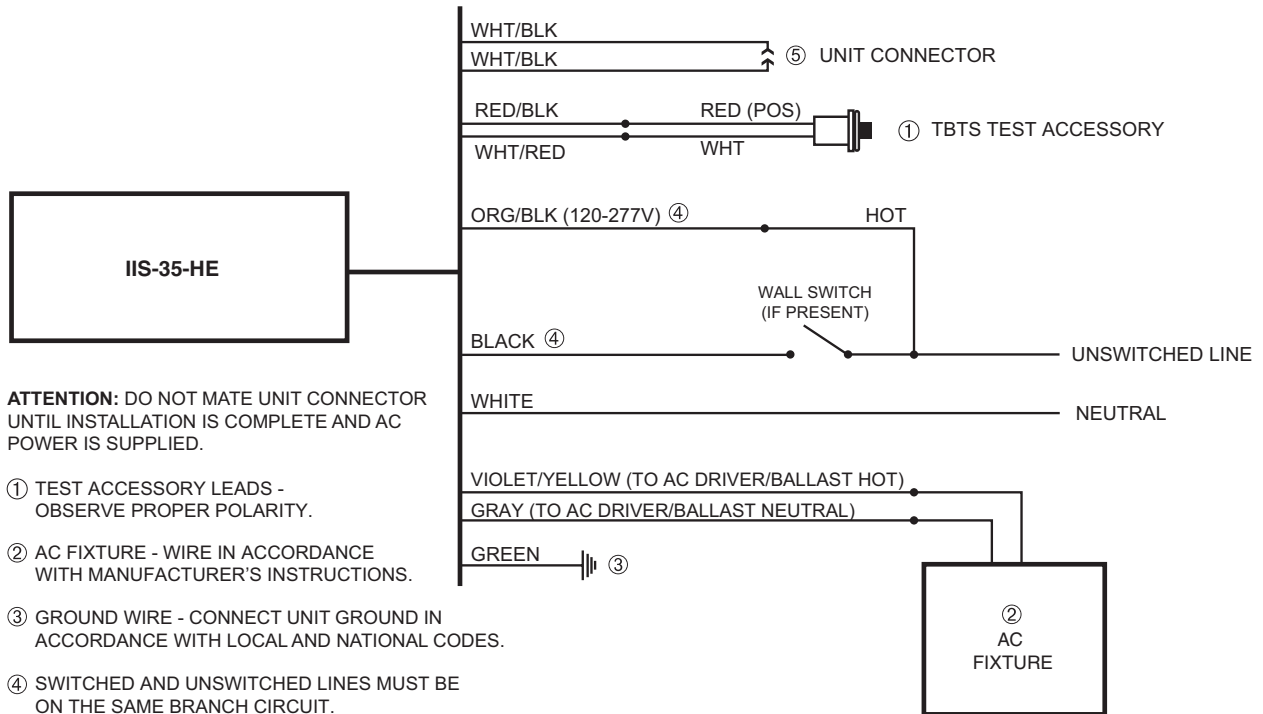 WHT/BLK
WHT/BLK
⑤ UNIT CONNECTOR
RED/BLK
RED (POS)
WHT/RED
WHT
① TBTS TEST ACCESSORY
ORG/BLK (120-277V) ④
HOT
IIS-35-HE
WALL SWITCH
(IF PRESENT)
BLACK ④
UNSWITCHED LINE
WHITE
NEUTRAL
VIOLET/YELLOW (TO AC DRIVER/BALLAST HOT)
GRAY (TO AC DRIVER/BALLAST NEUTRAL)
GREEN
③
②
AC
FIXTURE
ATTENTION: DO NOT MATE UNIT CONNECTOR
UNTIL INSTALLATION IS COMPLETE AND AC
POWER IS SUPPLIED.
① TEST ACCESSORY LEADS -
OBSERVE PROPER POLARITY.
② AC FIXTURE - WIRE IN ACCORDANCE
WITH MANUFACTURER'S INSTRUCTIONS.
③ GROUND WIRE - CONNECT UNIT GROUND IN
ACCORDANCE WITH LOCAL AND NATIONAL CODES.
④ SWITCHED AND UNSWITCHED LINES MUST BE
ON THE SAME BRANCH CIRCUIT.